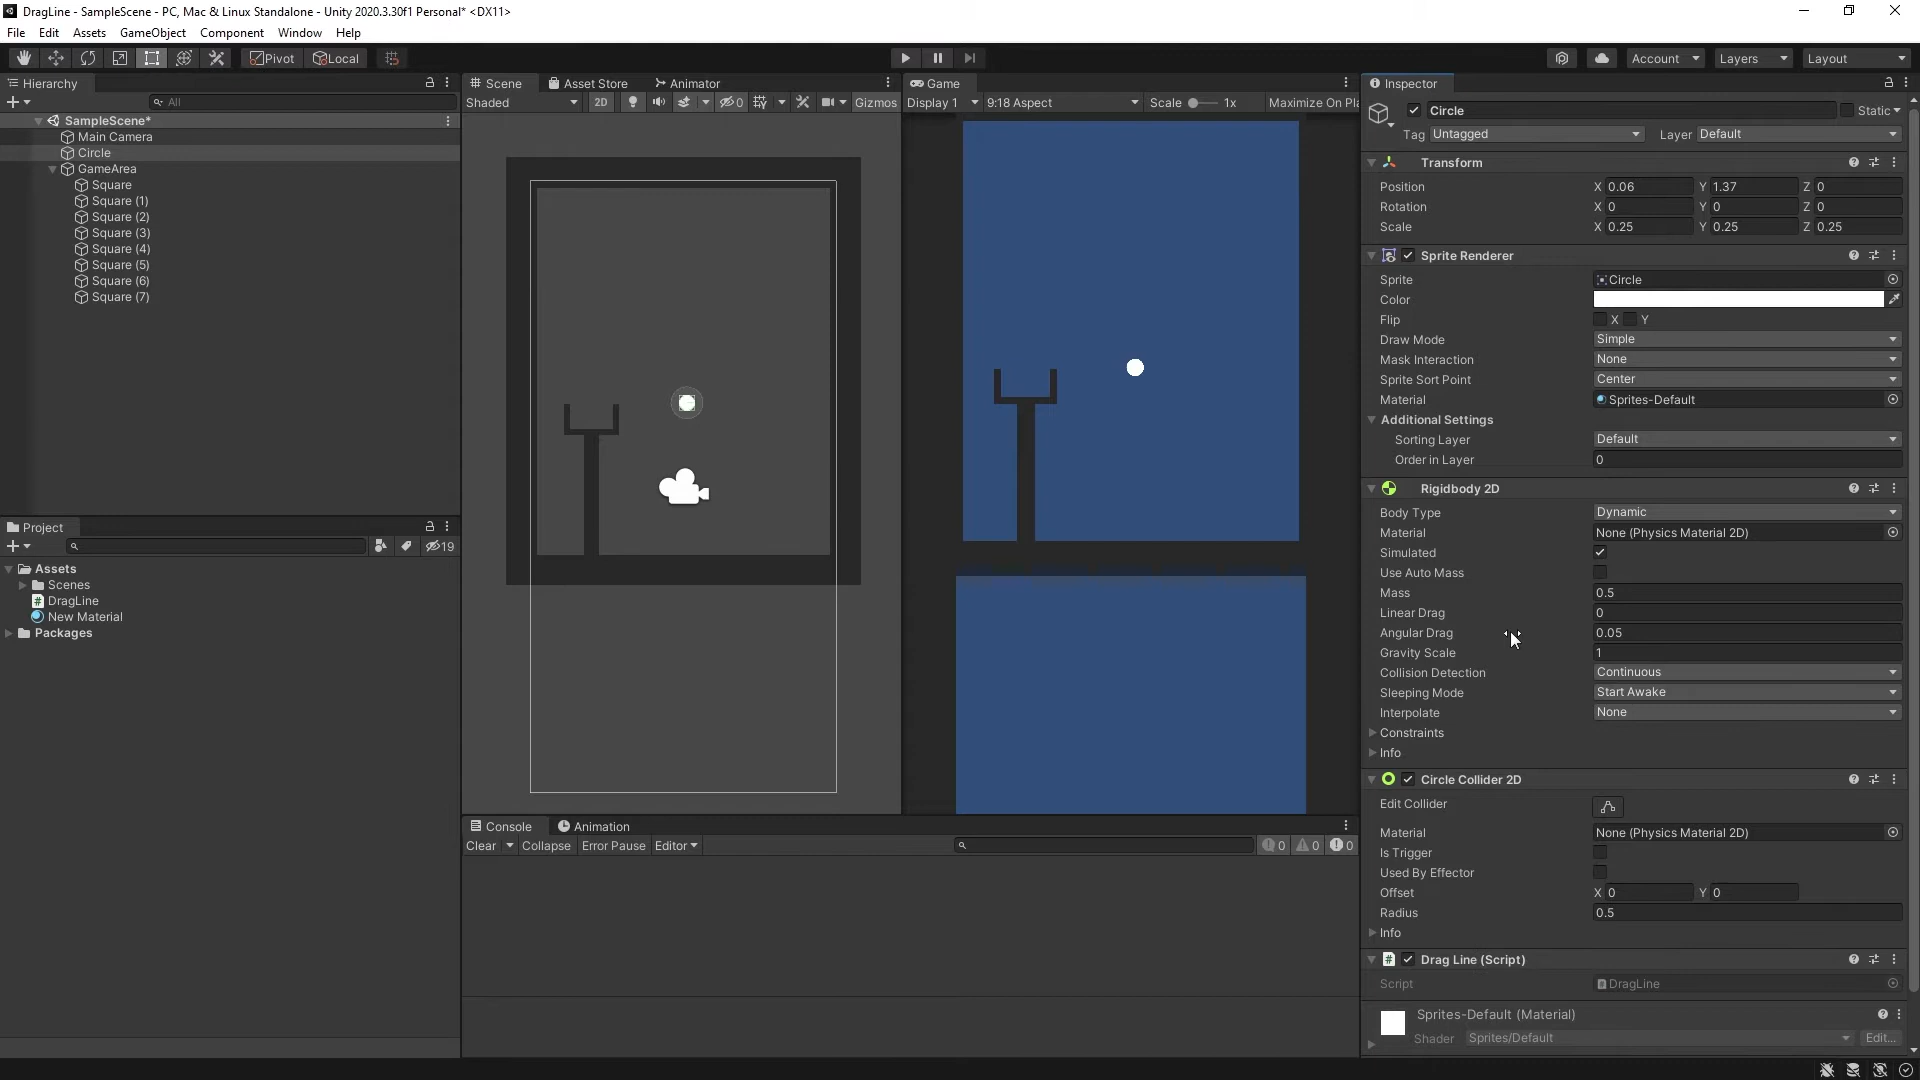 DragLine - SampleScene - PC, Mac & Linux Standalone - Unity 2020.3.30f1 Personal* <DX11>
File Edit Assets GameObject Component Window Help
Pivot Local Account Layers Layout
Hierarchy
All
SampleScene*
Main Camera
Circle
GameArea
Square
Square (1)
Square (2)
Square (3)
Square (4)
Square (5)
Square (6)
Square (7)
Project
19
Assets
Scenes
DragLine
New Material
Packages
Scene Asset Store Animator
Shaded 2D 0 Gizmos
Game
Display 1 9:18 Aspect Scale 1x Maximize On Pla
Console Animation
Clear Collapse Error Pause Editor 0 0 0
Inspector
Circle Static
Tag Untagged Layer Default
Transform
Position X 0.06 Y 1.37 Z 0
Rotation X 0 Y 0 Z 0
Scale X 0.25 Y 0.25 Z 0.25
Sprite Renderer
Sprite Circle
Color
Flip X Y
Draw Mode Simple
Mask Interaction None
Sprite Sort Point Center
Material Sprites-Default
Additional Settings
Sorting Layer Default
Order in Layer 0
Rigidbody 2D
Body Type Dynamic
Material None (Physics Material 2D)
Simulated
Use Auto Mass
Mass 0.5
Linear Drag 0
Angular Drag 0.05
Gravity Scale 1
Collision Detection Continuous
Sleeping Mode Start Awake
Interpolate None
Constraints
Info
Circle Collider 2D
Edit Collider
Material None (Physics Material 2D)
Is Trigger
Used By Effector
Offset X 0 Y 0
Radius 0.5
Info
Drag Line (Script)
Script DragLine
Sprites-Default (Material)
Shader Sprites/Default Edit...